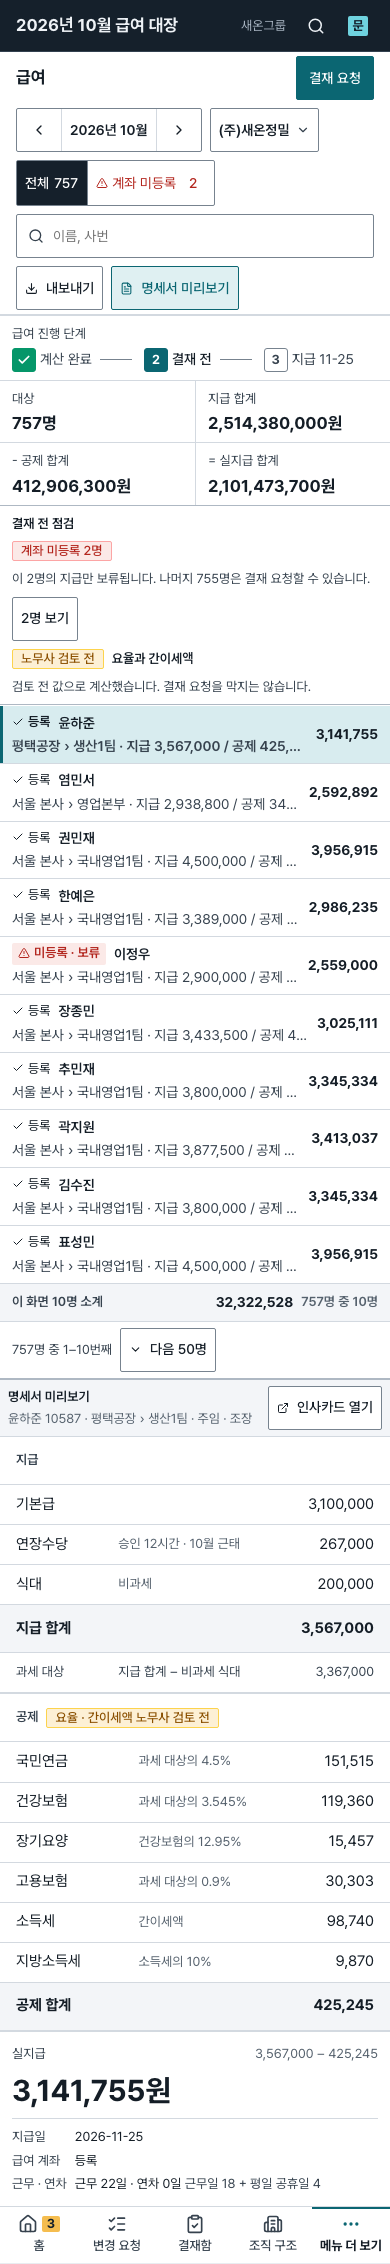 2026년 10월 급여 대장 새온그룹 문
급여 결재 요청
2026년 10월 (주)새온정밀
전체 757 계좌 미등록 2
이름, 사번
내보내기 명세서 미리보기
급여 진행 단계
계산 완료 2 결재 전 3 지급 11-25
대상 지급 합계
757명 2,514,380,000원
- 공제 합계 = 실지급 합계
412,906,300원 2,101,473,700원
결재 전 점검
계좌 미등록 2명
이 2명의 지급만 보류됩니다. 나머지 755명은 결재 요청할 수 있습니다.
2명 보기
노무사 검토 전 요율과 간이세액
검토 전 값으로 계산했습니다. 결재 요청을 막지는 않습니다.
등록 윤하준 3,141,755
평택공장 › 생산1팀 · 지급 3,567,000 / 공제 425,...
등록 염민서 2,592,892
서울 본사 › 영업본부 · 지급 2,938,800 / 공제 34...
등록 권민재 3,956,915
서울 본사 › 국내영업1팀 · 지급 4,500,000 / 공제 ...
등록 한예은 2,986,235
서울 본사 › 국내영업1팀 · 지급 3,389,000 / 공제 ...
미등록 · 보류 이정우 2,559,000
서울 본사 › 국내영업1팀 · 지급 2,900,000 / 공제 ...
등록 장종민 3,025,111
서울 본사 › 국내영업1팀 · 지급 3,433,500 / 공제 4...
등록 추민재 3,345,334
서울 본사 › 국내영업1팀 · 지급 3,800,000 / 공제 ...
등록 곽지원 3,413,037
서울 본사 › 국내영업1팀 · 지급 3,877,500 / 공제 ...
등록 김수진 3,345,334
서울 본사 › 국내영업1팀 · 지급 3,800,000 / 공제 ...
등록 표성민 3,956,915
서울 본사 › 국내영업1팀 · 지급 4,500,000 / 공제 ...
이 화면 10명 소계 32,322,528 757명 중 10명
757명 중 1–10번째 다음 50명
명세서 미리보기
윤하준 10587 · 평택공장 › 생산1팀 · 주임 · 조장 인사카드 열기
지급
기본급 3,100,000
연장수당 승인 12시간 · 10월 근태 267,000
식대 비과세 200,000
지급 합계 3,567,000
과세 대상 지급 합계 − 비과세 식대 3,367,000
공제 요율 · 간이세액 노무사 검토 전
국민연금 과세 대상의 4.5% 151,515
건강보험 과세 대상의 3.545% 119,360
장기요양 건강보험의 12.95% 15,457
고용보험 과세 대상의 0.9% 30,303
소득세 간이세액 98,740
지방소득세 소득세의 10% 9,870
공제 합계 425,245
실지급 3,567,000 − 425,245
3,141,755원
지급일 2026-11-25
급여 계좌 등록
근무 · 연차 근무 22일 · 연차 0일 근무일 18 + 평일 공휴일 4
3
홈 변경 요청 결재함 조직 구조 메뉴 더 보기